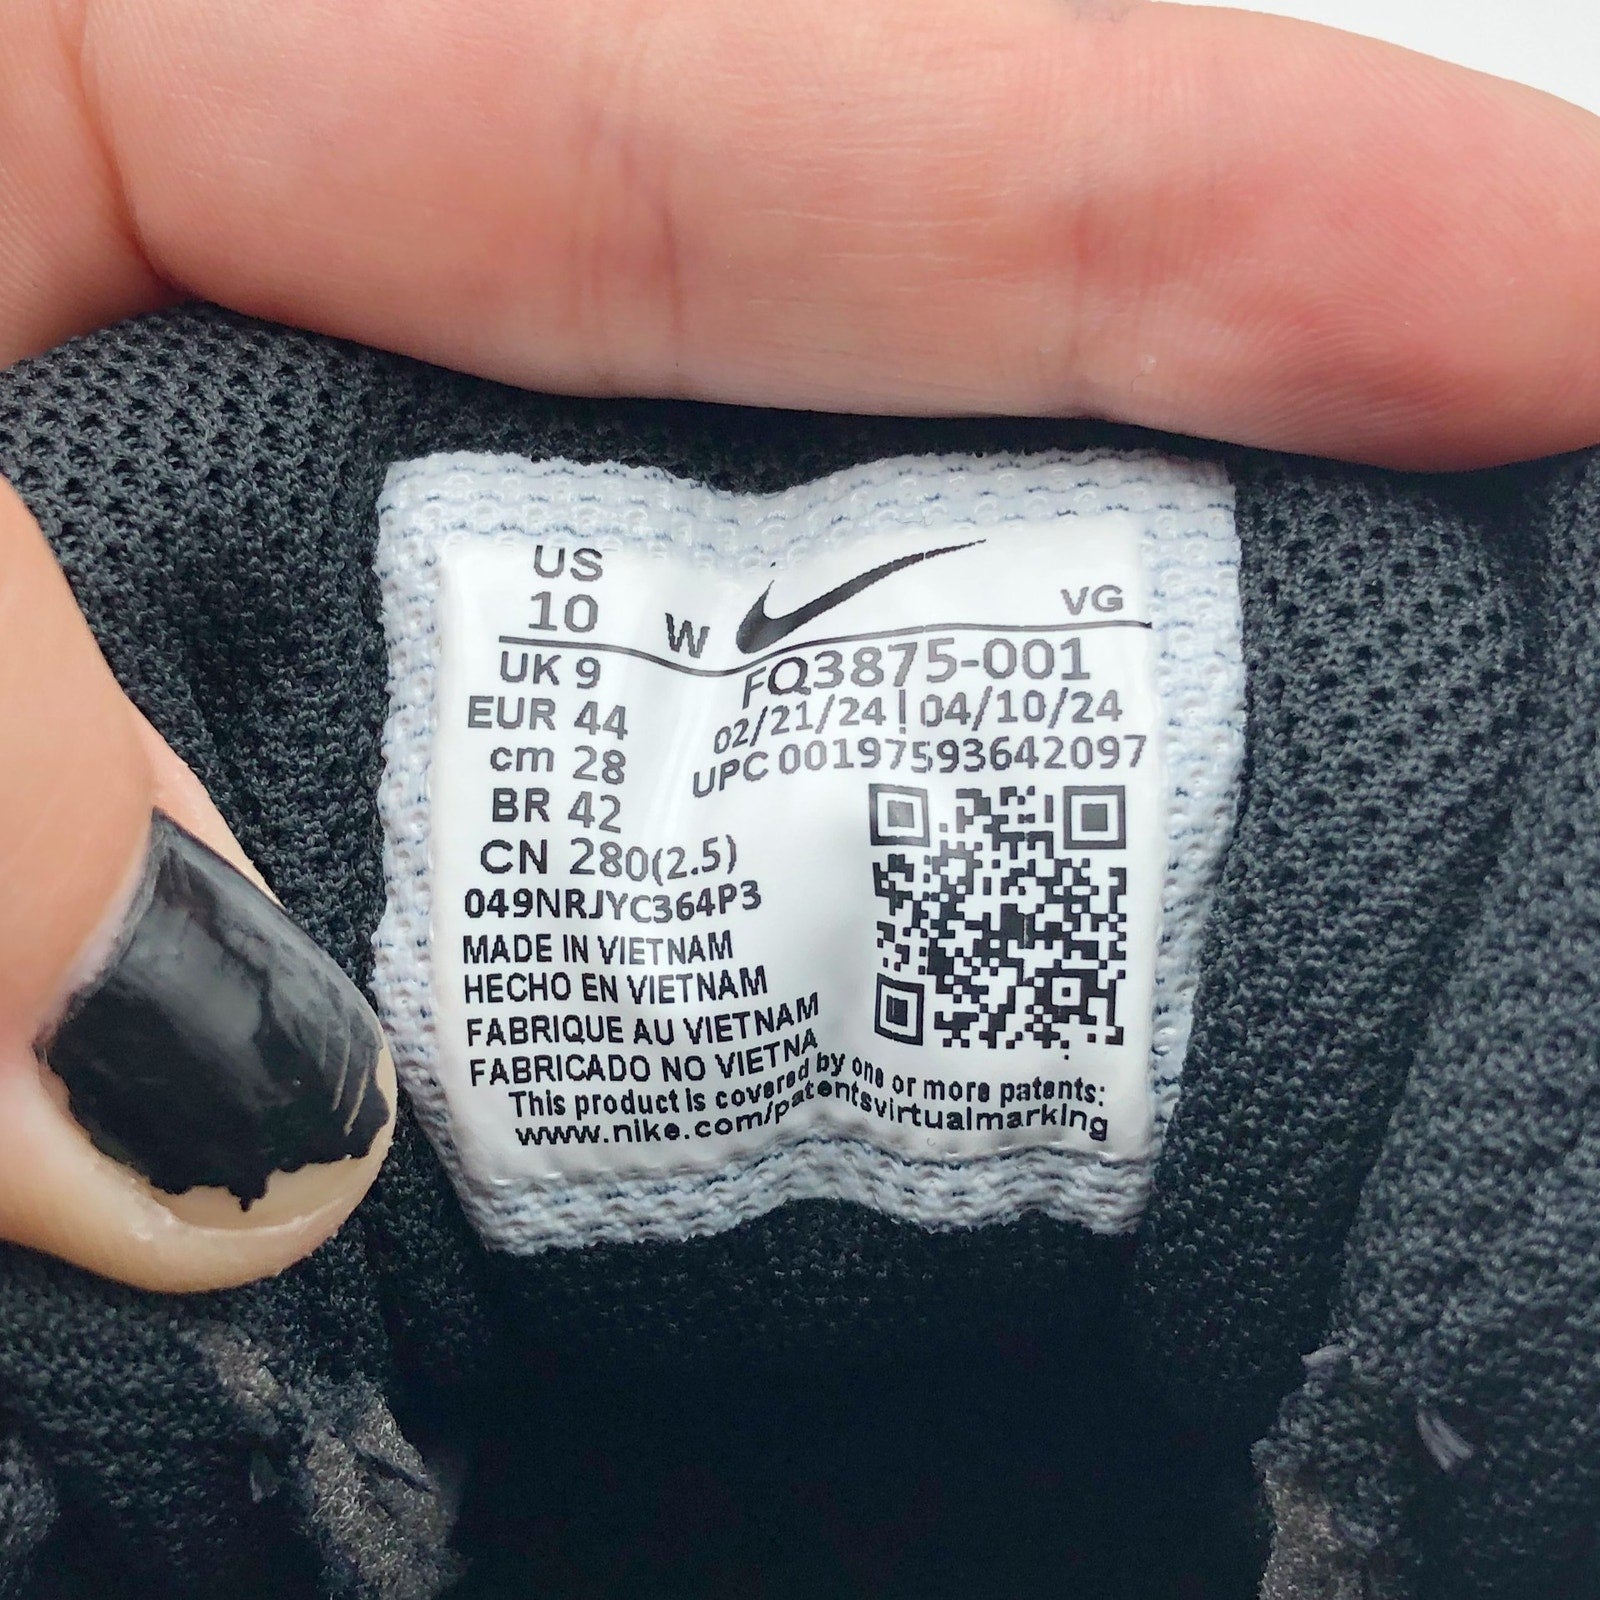 US
10 W
VG
UK 9
EUR 44
cm 28
BR 42
CN 280(2.5)
FQ3875-001
02/21/24 | 04/10/24
UPC 00197593642097
049NRJYC364P3
MADE IN VIETNAM
HECHO EN VIETNAM
FABRIQUE AU VIETNAM
FABRICADO NO VIETNA
This product is covered by one or more patents:
www.nike.com/patentsvirtualmarking